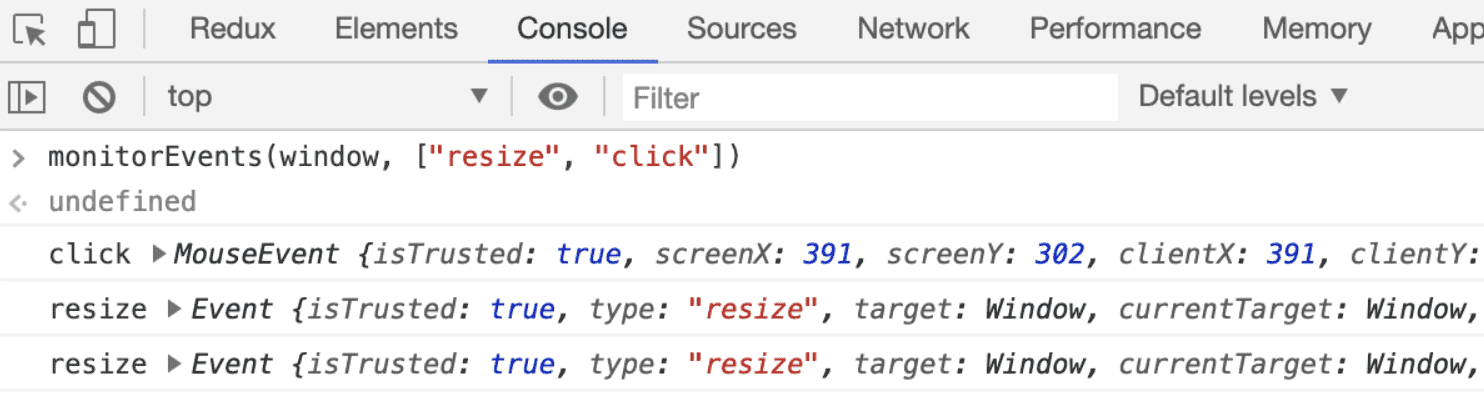 Redux Elements Console Sources Network Performance Memory App
top ▼ Filter Default levels ▼
> monitorEvents(window, ["resize", "click"])
undefined
click ▶MouseEvent {isTrusted: true, screenX: 391, screenY: 302, clientX: 391, clientY:
resize ▶Event {isTrusted: true, type: "resize", target: Window, currentTarget: Window,
resize ▶Event {isTrusted: true, type: "resize", target: Window, currentTarget: Window,